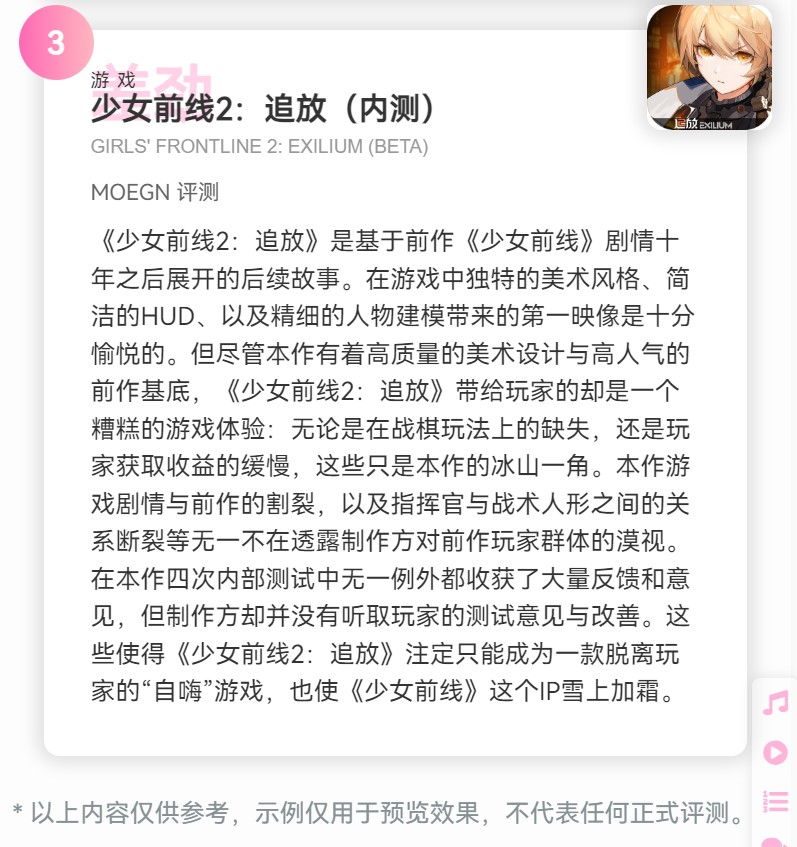 3
差劲
游戏
少女前线2：追放（内测）
GIRLS' FRONTLINE 2: EXILIUM (BETA)
追放 EXILIUM
MOEGN 评测
《少女前线2：追放》是基于前作《少女前线》剧情十
年之后展开的后续故事。在游戏中独特的美术风格、简
洁的HUD、以及精细的人物建模带来的第一映像是十分
愉悦的。但尽管本作有着高质量的美术设计与高人气的
前作基底，《少女前线2：追放》带给玩家的却是一个
糟糕的游戏体验：无论是在战棋玩法上的缺失，还是玩
家获取收益的缓慢，这些只是本作的冰山一角。本作游
戏剧情与前作的割裂，以及指挥官与战术人形之间的关
系断裂等无一不在透露制作方对前作玩家群体的漠视。
在本作四次内部测试中无一例外都收获了大量反馈和意
见，但制作方却并没有听取玩家的测试意见与改善。这
些使得《少女前线2：追放》注定只能成为一款脱离玩
家的“自嗨”游戏，也使《少女前线》这个IP雪上加霜。
* 以上内容仅供参考，示例仅用于预览效果，不代表任何正式评测。